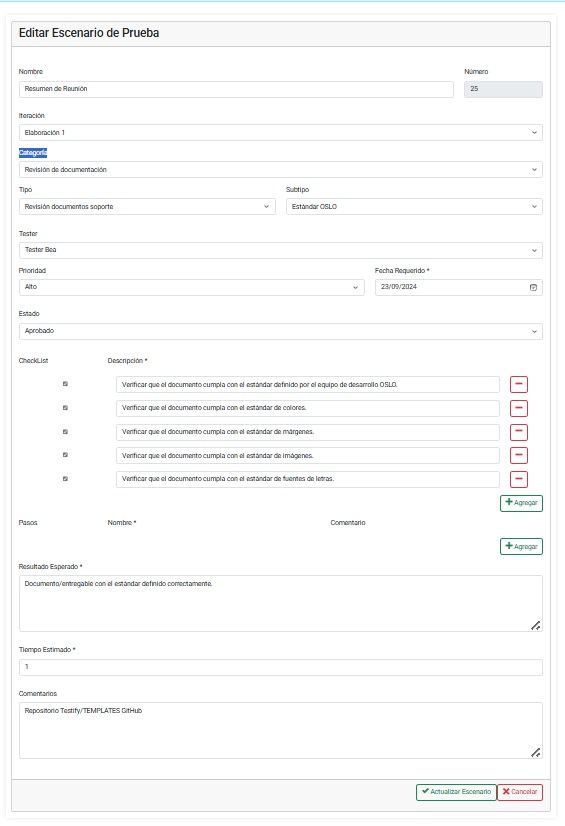 Editar Escenario de Prueba
Nombre Número
Resumen de Reunión 25
Iteración
Elaboración 1
Categoría
Revisión de documentación
Tipo Subtipo
Revisión documentos soporte Estándar OSLO
Tester
Tester Bea
Prioridad Fecha Requerido *
Alto 23/09/2024
Estado
Aprobado
CheckList Descripción *
Verificar que el documento cumpla con el estándar definido por el equipo de desarrollo OSLO.
Verificar que el documento cumpla con el estándar de colores.
Verificar que el documento cumpla con el estándar de márgenes.
Verificar que el documento cumpla con el estándar de imágenes.
Verificar que el documento cumpla con el estándar de fuentes de letras.
Agregar
Pasos Nombre * Comentario
Agregar
Resultado Esperado *
Documento/entregable con el estándar definido correctamente.
Tiempo Estimado *
1
Comentarios
Repositorio Testify/TEMPLATES GitHub
Actualizar Escenario Cancelar